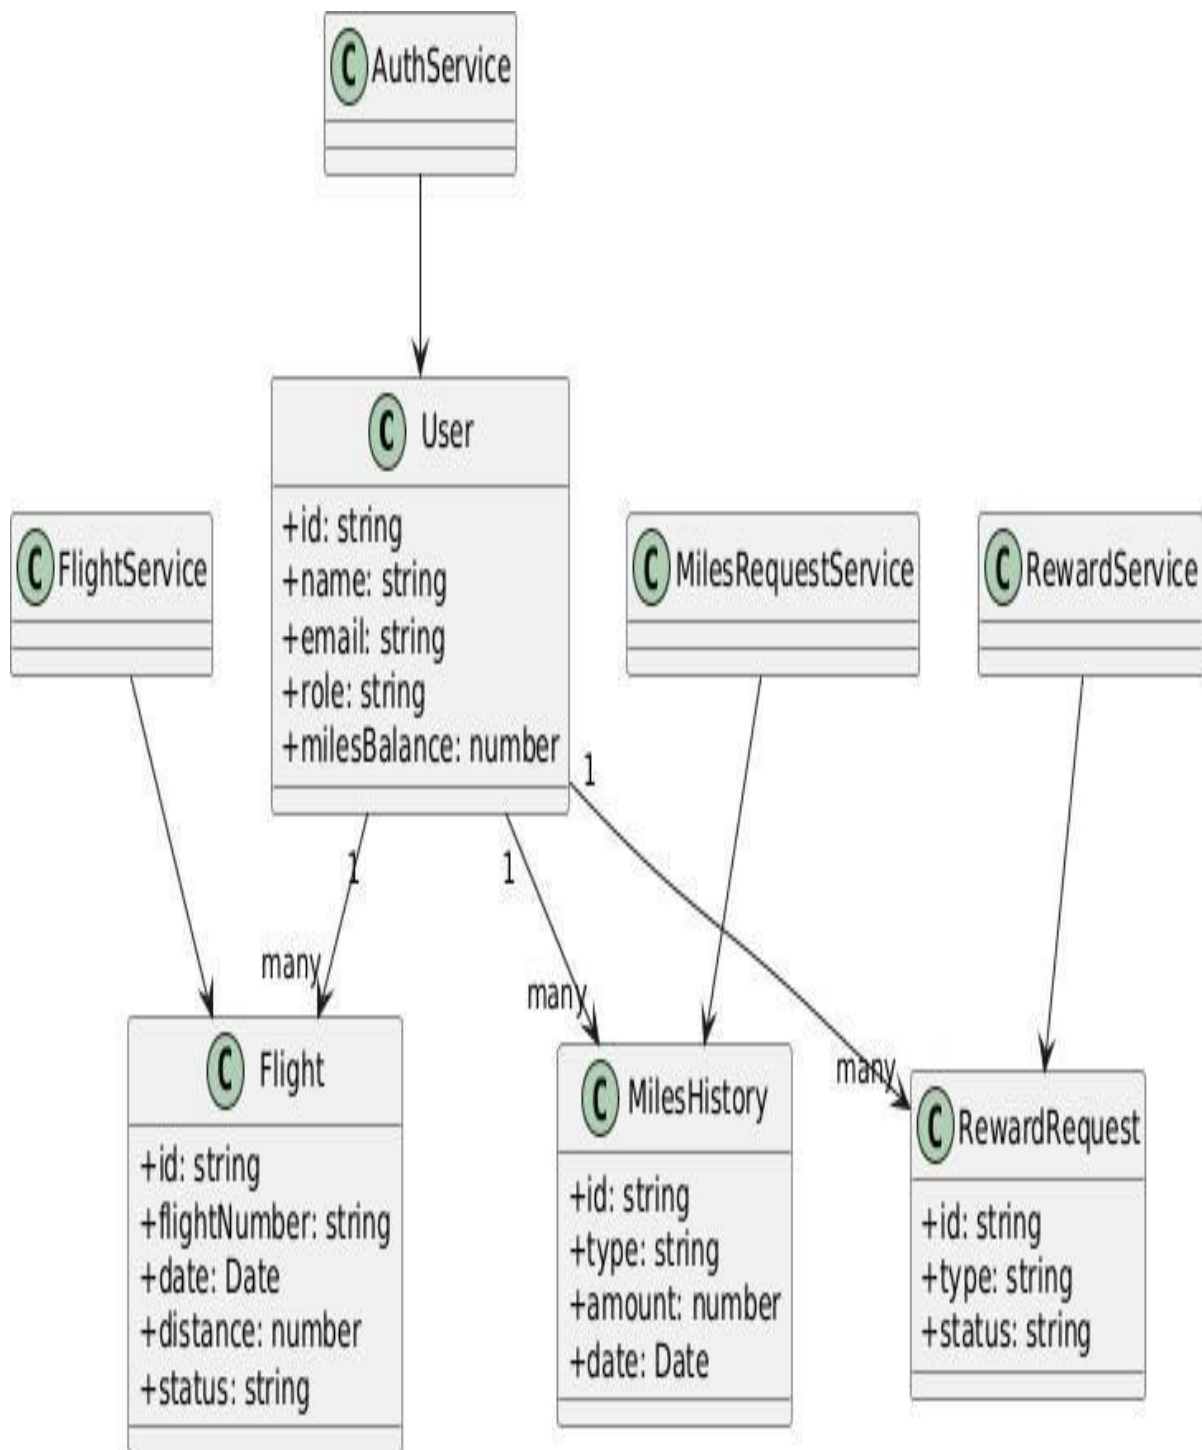 C AuthService
C User
+id: string
+name: string
+email: string
+role: string
+milesBalance: number
C FlightService
C MilesRequestService
C RewardService
1
1
1
many
many
many
C Flight
+id: string
+flightNumber: string
+date: Date
+distance: number
+status: string
C MilesHistory
+id: string
+type: string
+amount: number
+date: Date
C RewardRequest
+id: string
+type: string
+status: string